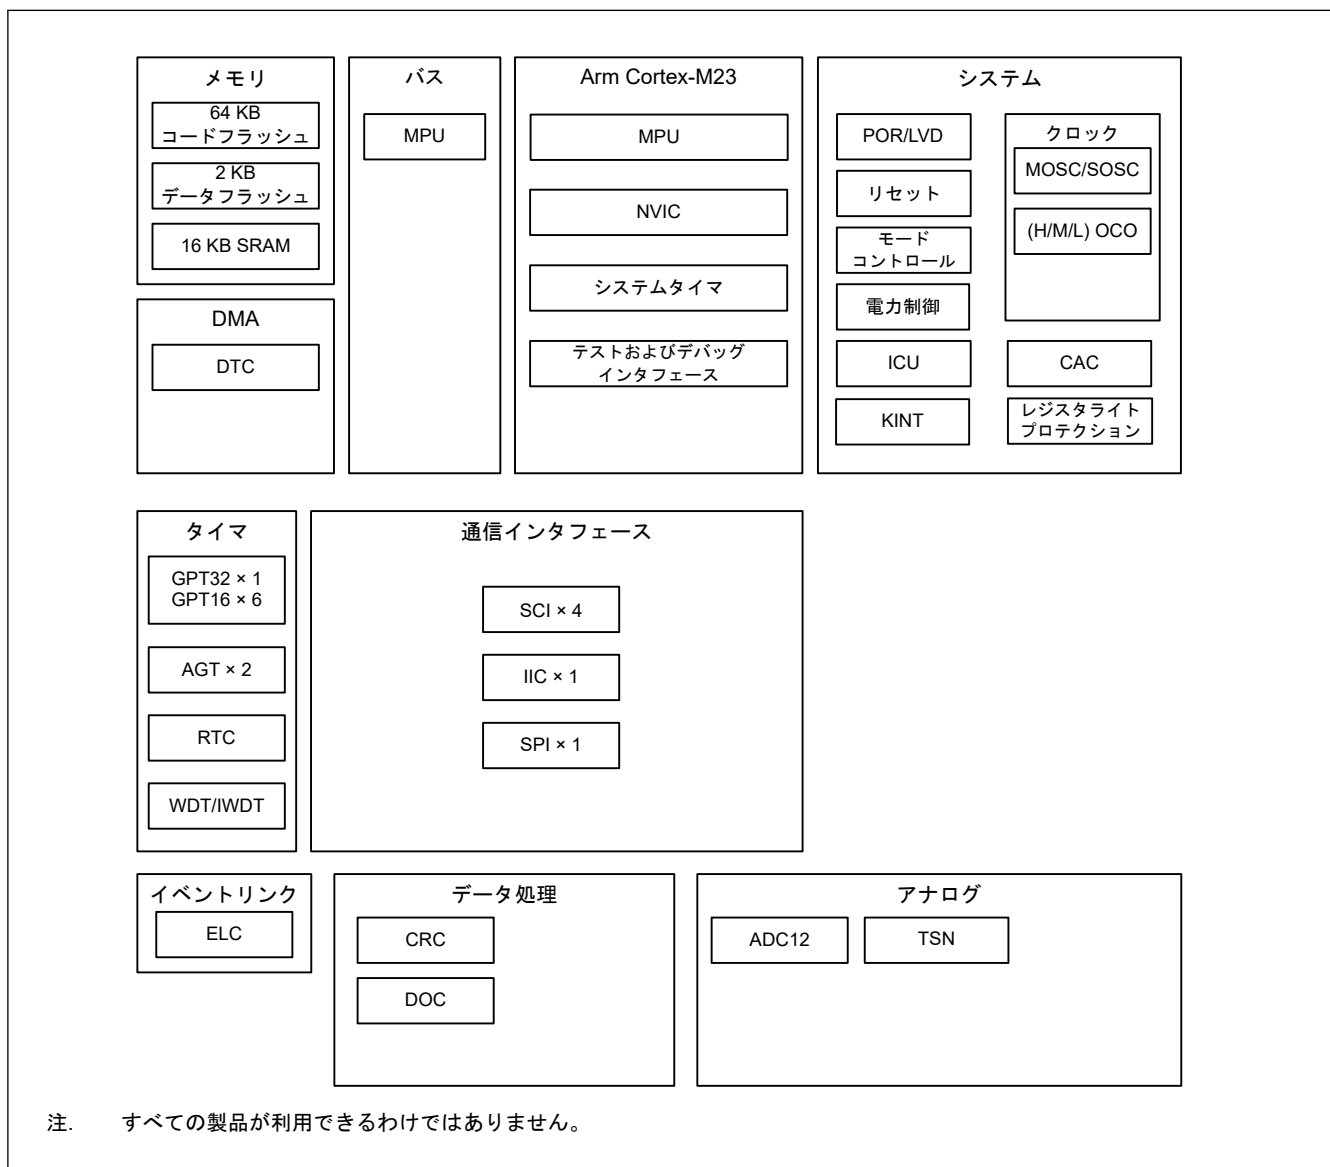 メモリ
64 KB
コードフラッシュ
2 KB
データフラッシュ
16 KB SRAM
DMA
DTC
バス
MPU
Arm Cortex-M23
MPU
NVIC
システムタイマ
テストおよびデバッグ
インタフェース
システム
POR/LVD
リセット
モード
コントロール
電力制御
ICU
KINT
クロック
MOSC/SOSC
(H/M/L) OCO
CAC
レジスタライト
プロテクション
タイマ
GPT32 × 1
GPT16 × 6
AGT × 2
RTC
WDT/IWDT
通信インタフェース
SCI × 4
IIC × 1
SPI × 1
イベントリンク
ELC
データ処理
CRC
DOC
アナログ
ADC12
TSN
注. すべての製品が利用できるわけではありません。